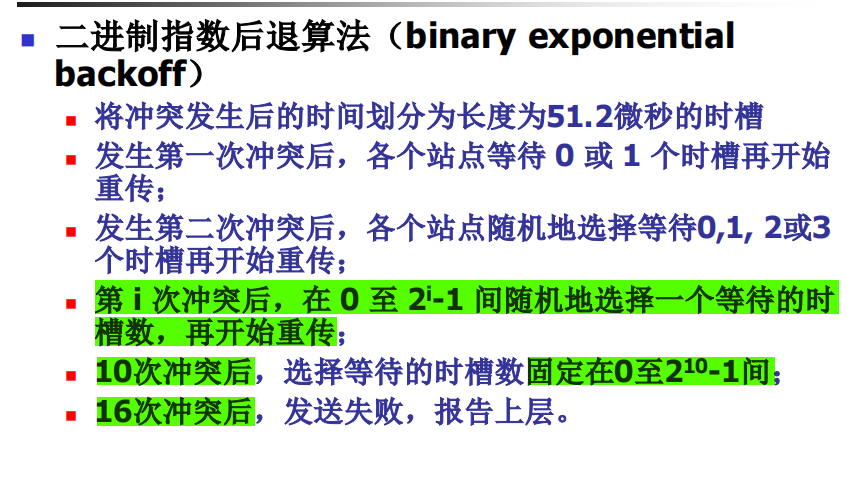 二进制指数后退算法（binary exponential
backoff）
将冲突发生后的时间划分为长度为51.2微秒的时槽
发生第一次冲突后，各个站点等待 0 或 1 个时槽再开始
重传；
发生第二次冲突后，各个站点随机地选择等待0,1, 2或3
个时槽再开始重传；
第 i 次冲突后，在 0 至 2ⁱ-1 间随机地选择一个等待的时
槽数，再开始重传；
10次冲突后，选择等待的时槽数固定在0至2¹⁰-1间；
16次冲突后，发送失败，报告上层。